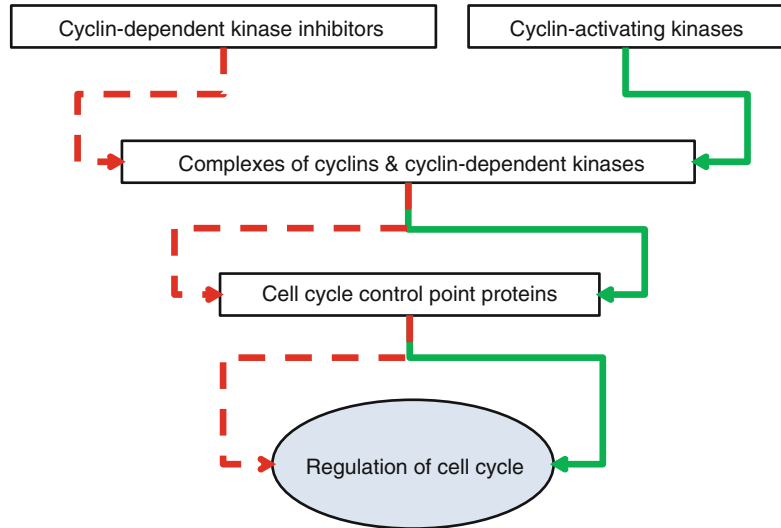 Cyclin-dependent kinase inhibitors
Cyclin-activating kinases
Complexes of cyclins & cyclin-dependent kinases
Cell cycle control point proteins
Regulation of cell cycle